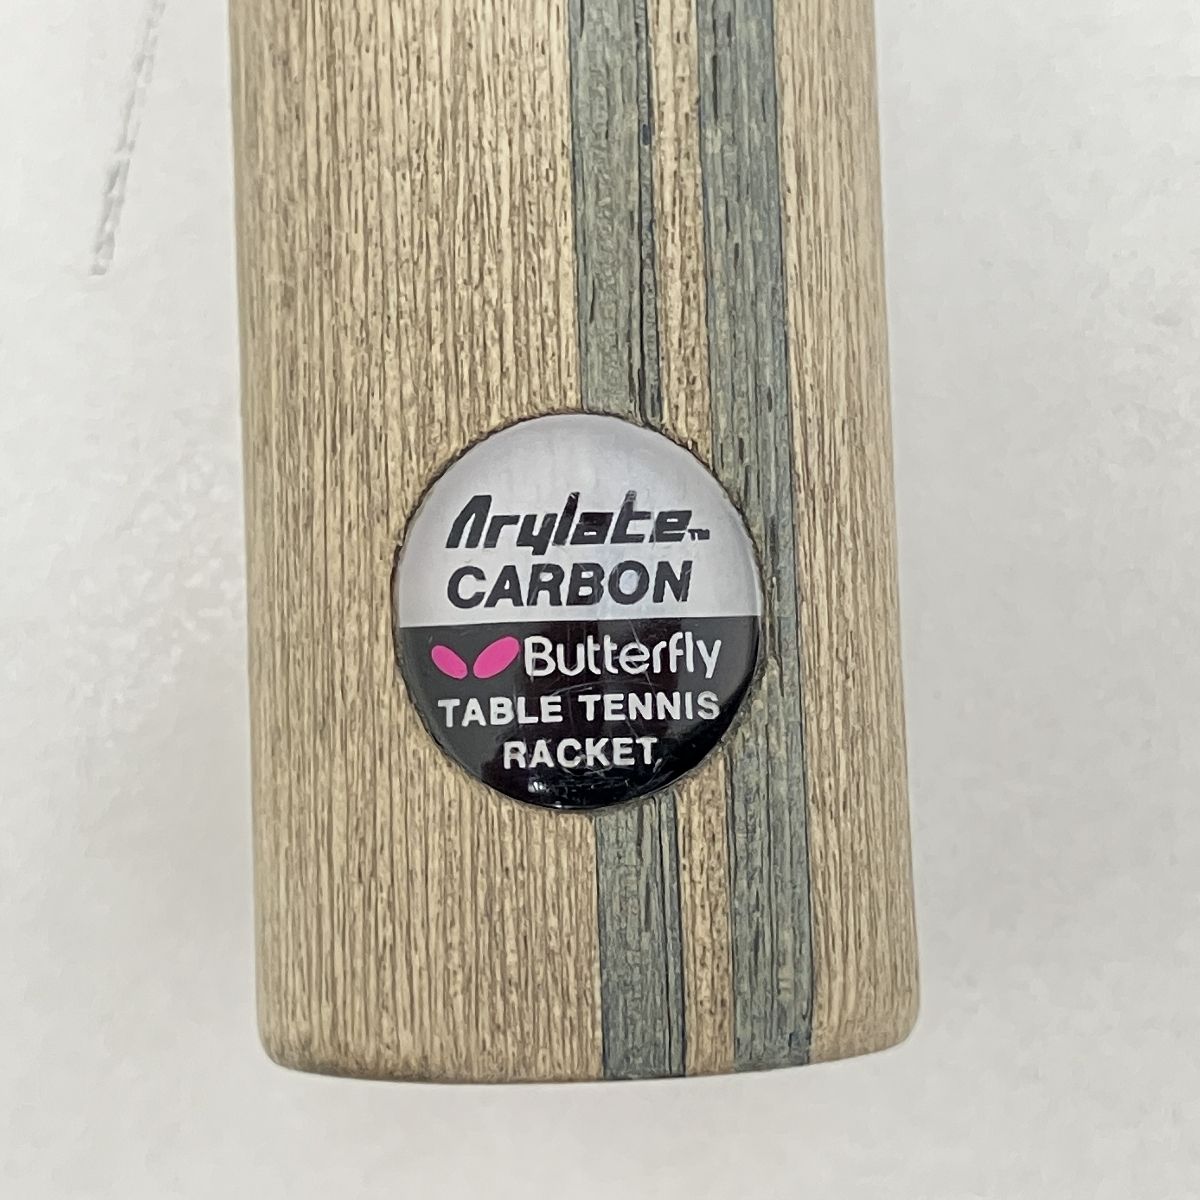 Arylate™
CARBON
Butterfly
TABLE TENNIS
RACKET